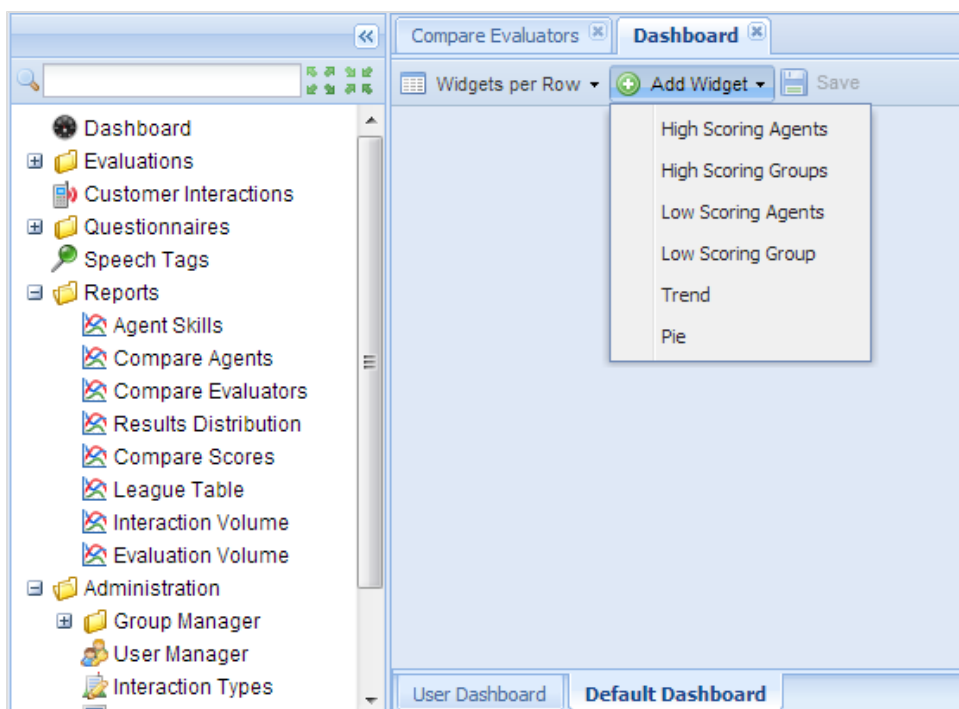 Compare Evaluators
Dashboard
Widgets per Row
Add Widget
Save
High Scoring Agents
High Scoring Groups
Low Scoring Agents
Low Scoring Group
Trend
Pie
Dashboard
Evaluations
Customer Interactions
Questionnaires
Speech Tags
Reports
Agent Skills
Compare Agents
Compare Evaluators
Results Distribution
Compare Scores
League Table
Interaction Volume
Evaluation Volume
Administration
Group Manager
User Manager
Interaction Types
User Dashboard
Default Dashboard